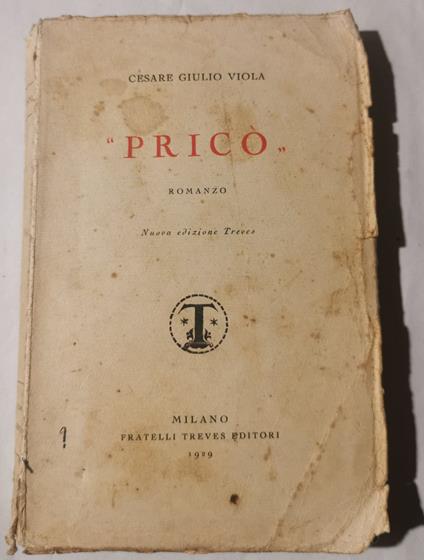 CESARE GIULIO VIOLA
“PRICÒ„
ROMANZO
Nuova edizione Treves
T
MILANO
FRATELLI TREVES EDITORI
1929